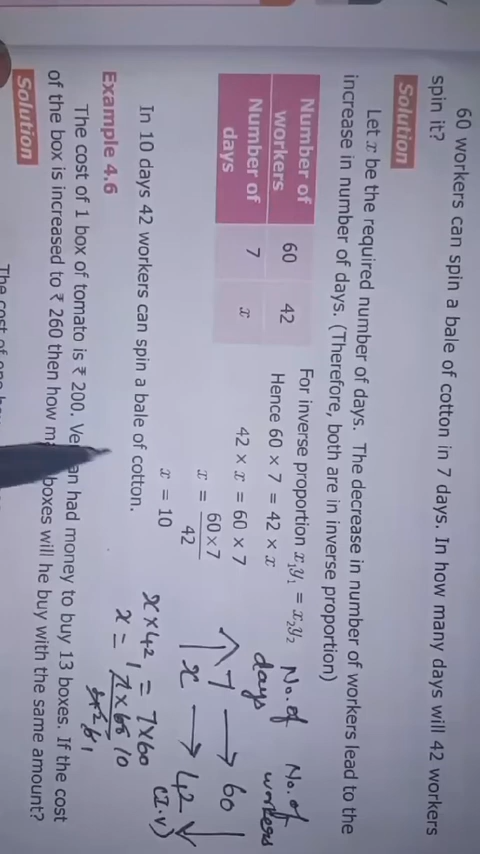 60 workers can spin a bale of cotton in 7 days. In how many days will 42 workers
spin it?
Solution
Let x be the required number of days. The decrease in number of workers lead to the
increase in number of days. (Therefore, both are in inverse proportion)
Number of workers 60 42
Number of days 7 x
For inverse proportion x₁y₁ = x₂y₂
Hence 60 × 7 = 42 × x
42 × x = 60 × 7
x = 60×7/42
x = 10
In 10 days 42 workers can spin a bale of cotton.
No. of days No. of workers
7 → 60
x → 42
(I.V)
x×42 = 7×60
x = 7×60 10
Example 4.6
The cost of 1 box of tomato is ₹ 200. had money to buy 13 boxes. If the cost
of the box is increased to ₹ 260 then how boxes will he buy with the same amount?
Solution
The cost of one